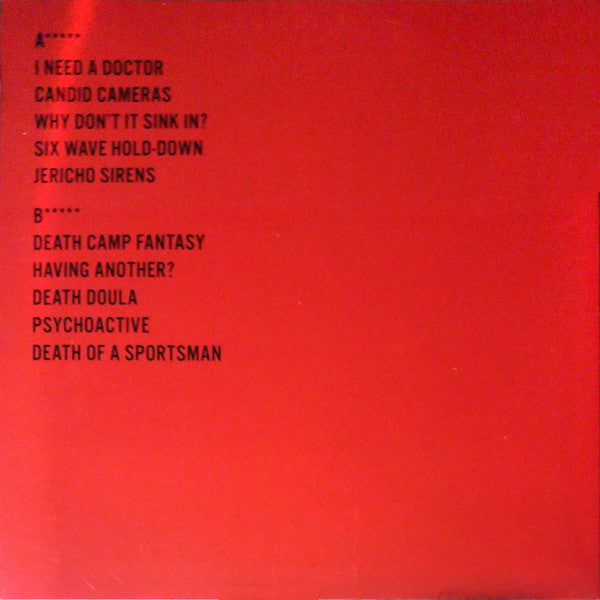 A*****
I NEED A DOCTOR
CANDID CAMERAS
WHY DON'T IT SINK IN?
SIX WAVE HOLD-DOWN
JERICHO SIRENS
B*****
DEATH CAMP FANTASY
HAVING ANOTHER?
DEATH DOULA
PSYCHOACTIVE
DEATH OF A SPORTSMAN